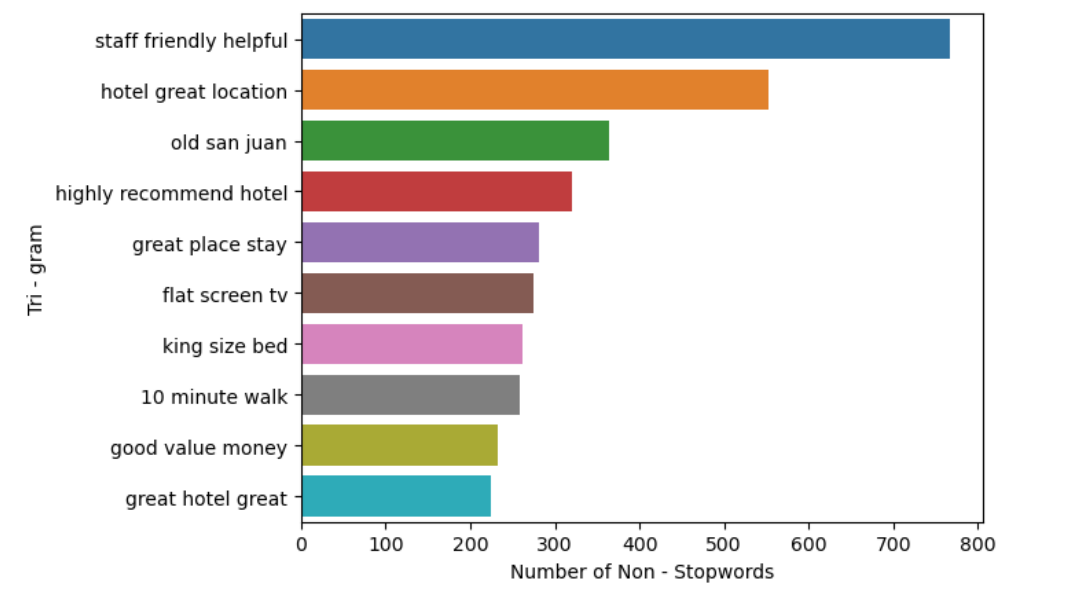 staff friendly helpful
hotel great location
old san juan
highly recommend hotel
great place stay
flat screen tv
king size bed
10 minute walk
good value money
great hotel great
Tri - gram
0 100 200 300 400 500 600 700 800
Number of Non - Stopwords